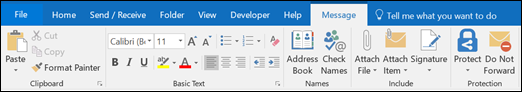 File Home Send / Receive Folder View Developer Help Message Tell me what you want to do
Cut
Copy
Format Painter
Paste
Clipboard
Calibri (Bo 11
B I U
Basic Text
Address Book
Check Names
Names
Attach File
Attach Item
Signature
Include
Protect
Do Not Forward
Protection